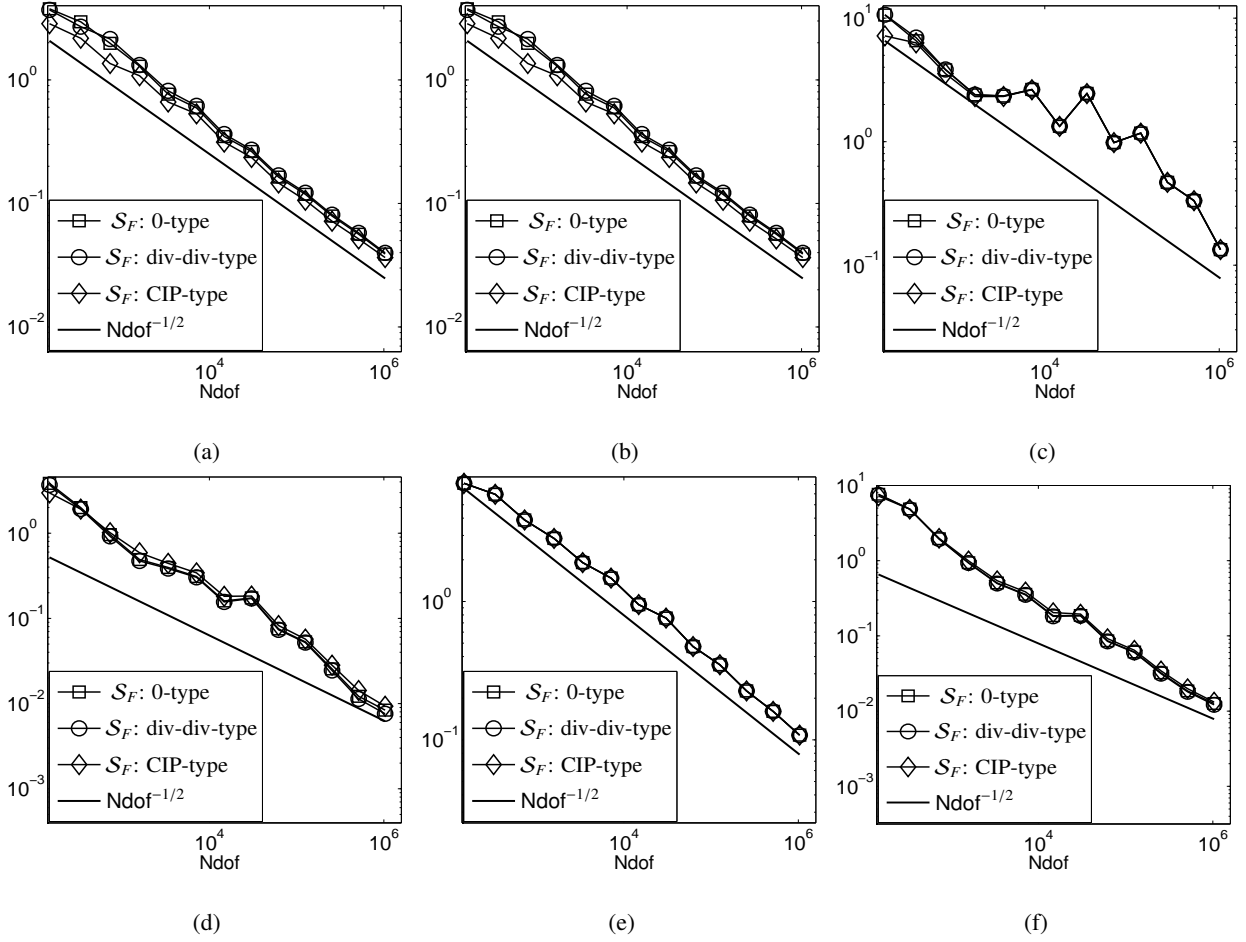 10^0
10^-1
10^-2
𝒮_F: 0-type
𝒮_F: div-div-type
𝒮_F: CIP-type
Ndof^-1/2
10^4
10^6
Ndof
(a)
10^0
10^-1
10^-2
𝒮_F: 0-type
𝒮_F: div-div-type
𝒮_F: CIP-type
Ndof^-1/2
10^4
10^6
Ndof
(b)
10^1
10^0
10^-1
𝒮_F: 0-type
𝒮_F: div-div-type
𝒮_F: CIP-type
Ndof^-1/2
10^4
10^6
Ndof
(c)
10^0
10^-1
10^-2
10^-3
𝒮_F: 0-type
𝒮_F: div-div-type
𝒮_F: CIP-type
Ndof^-1/2
10^4
10^6
Ndof
(d)
10^0
10^-1
𝒮_F: 0-type
𝒮_F: div-div-type
𝒮_F: CIP-type
Ndof^-1/2
10^4
10^6
Ndof
(e)
10^1
10^0
10^-1
10^-2
10^-3
𝒮_F: 0-type
𝒮_F: div-div-type
𝒮_F: CIP-type
Ndof^-1/2
10^4
10^6
Ndof
(f)